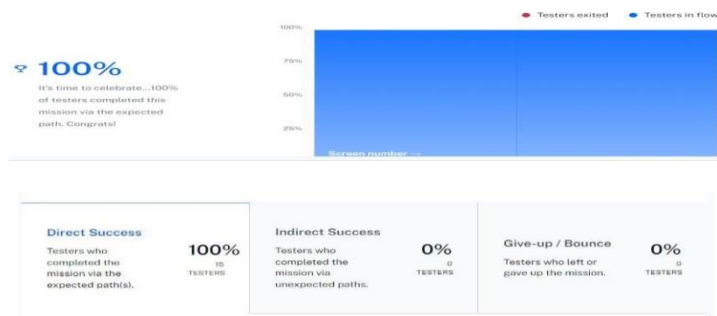 Testers exited
Testers in flow
100%
75%
50%
25%
100%
It's time to celebrate...100%
of testers completed this
mission via the expected
path. Congrats!
Screen number →
Direct Success
Testers who
completed the
mission via the
expected path(s).
100%
15
TESTERS
Indirect Success
Testers who
completed the
mission via
unexpected paths.
0%
0
TESTERS
Give-up / Bounce
Testers who left or
gave up the mission.
0%
0
TESTERS